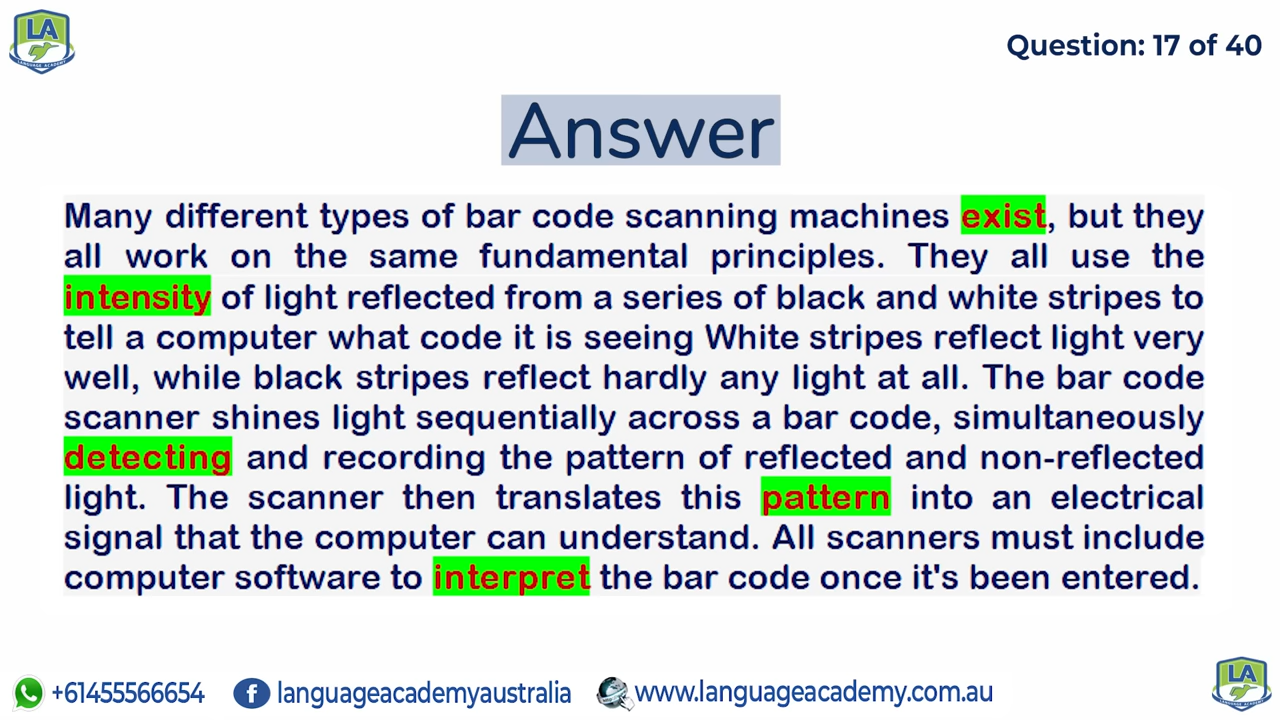 LA
LANGUAGE ACADEMY
Question: 17 of 40
Answer
Many different types of bar code scanning machines exist, but they
all work on the same fundamental principles. They all use the
intensity of light reflected from a series of black and white stripes to
tell a computer what code it is seeing White stripes reflect light very
well, while black stripes reflect hardly any light at all. The bar code
scanner shines light sequentially across a bar code, simultaneously
detecting and recording the pattern of reflected and non-reflected
light. The scanner then translates this pattern into an electrical
signal that the computer can understand. All scanners must include
computer software to interpret the bar code once it's been entered.
+61455566654 languageacademyaustralia www.languageacademy.com.au
LA